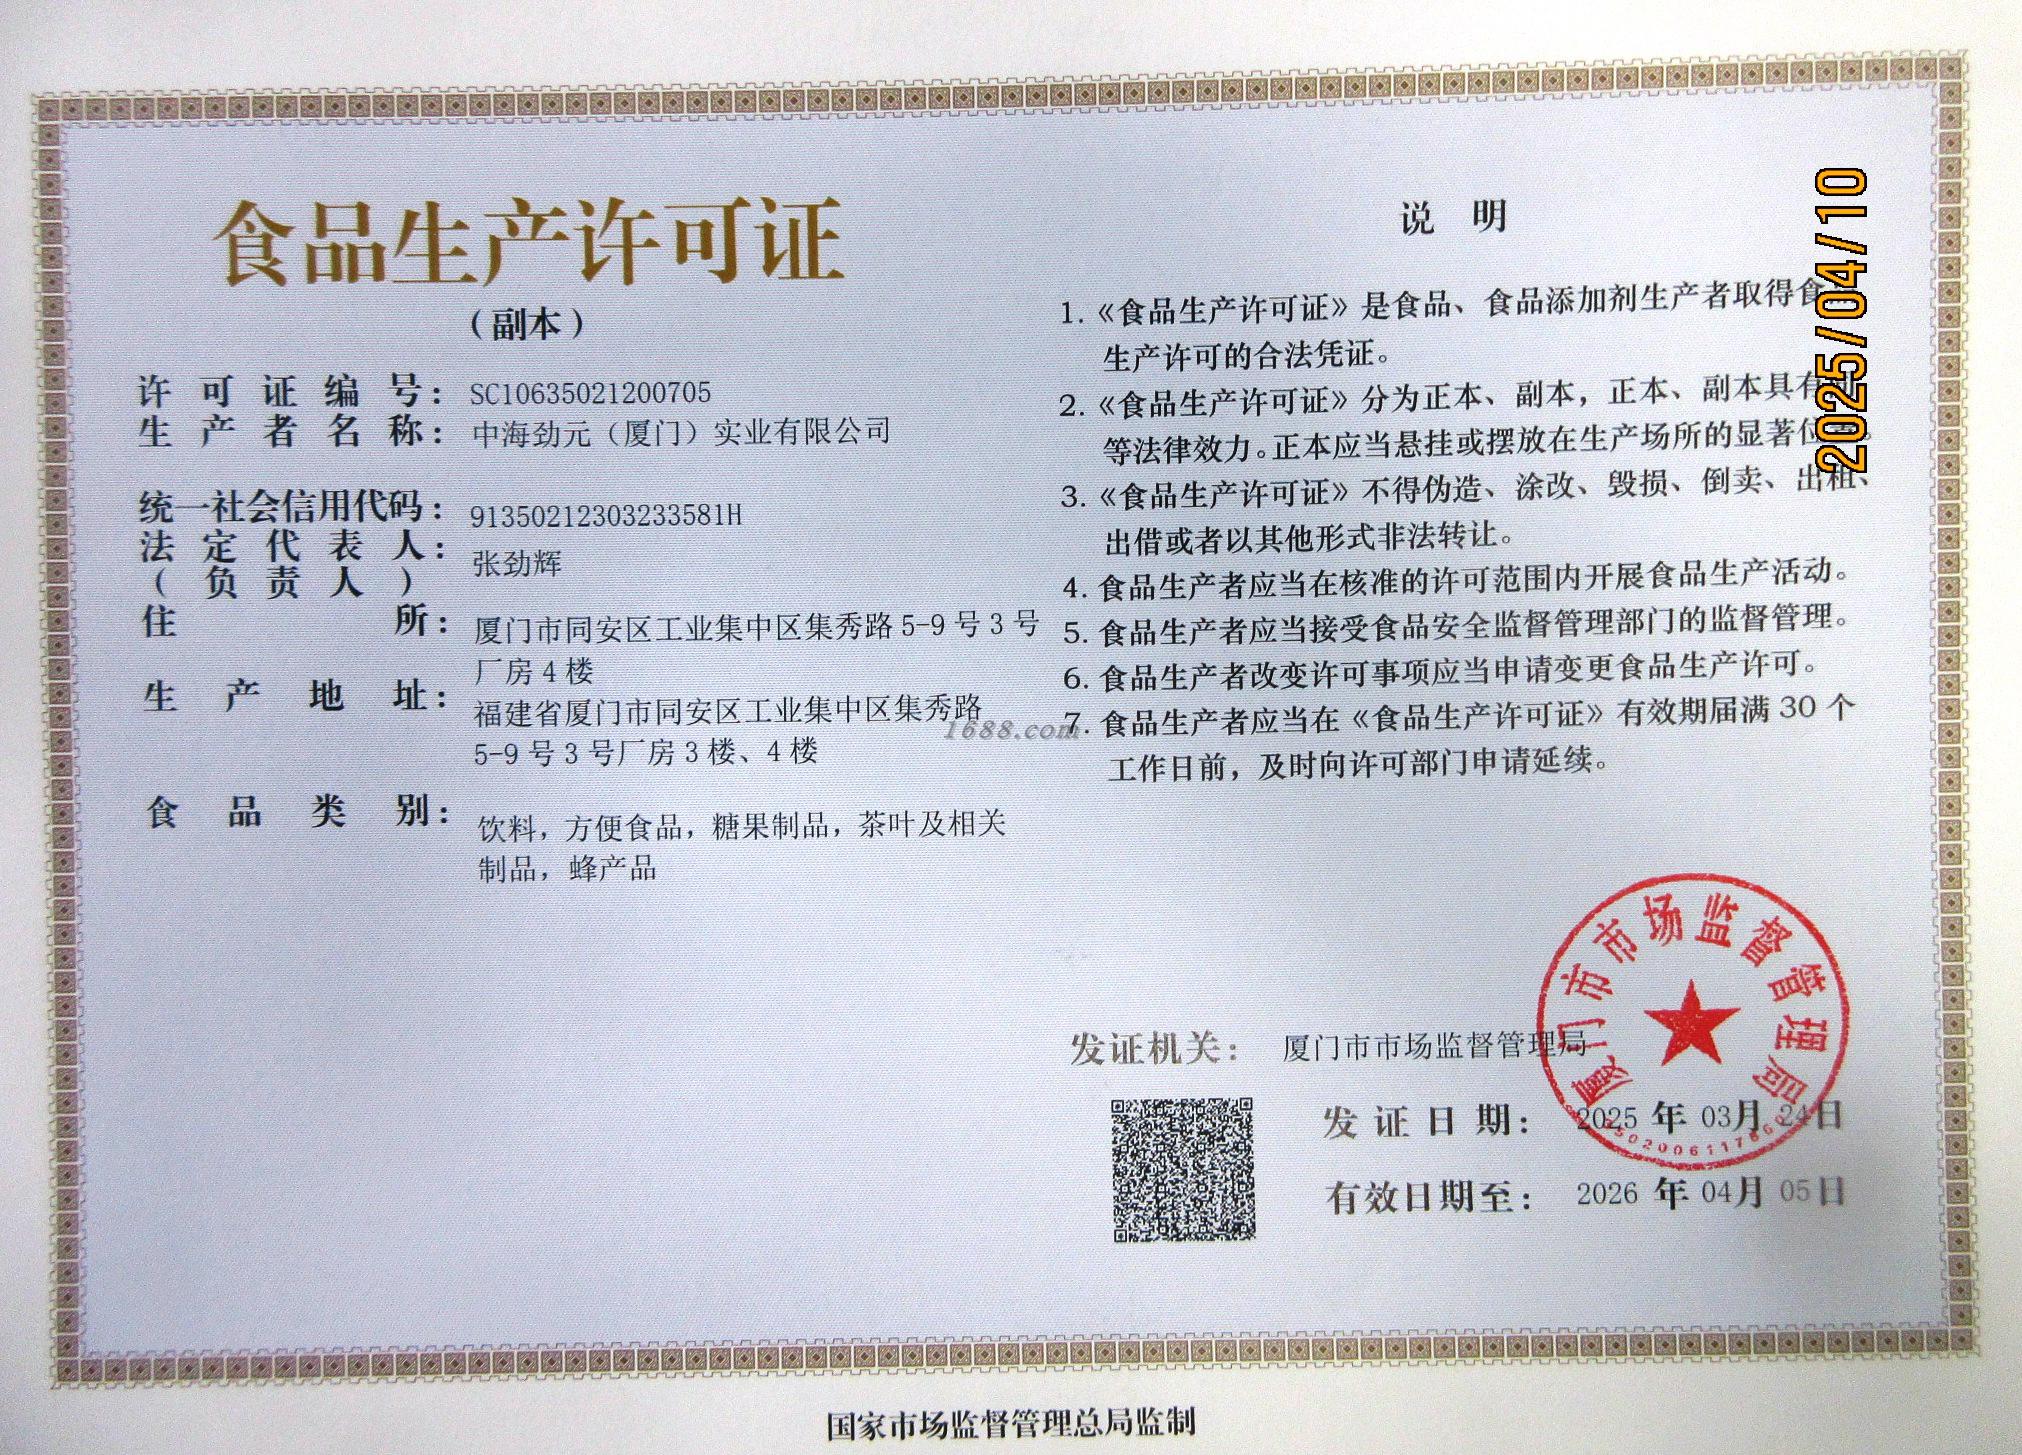 食品生产许可证
（副本）
许可证编号：SC10635021200705
生产者名称：中海劲元（厦门）实业有限公司
统一社会信用代码：91350212303233581H
法定代表人：张劲辉
（负责人）
住所：厦门市同安区工业集中区集秀路 5-9 号 3 号
厂房 4 楼
生产地址：福建省厦门市同安区工业集中区集秀路
5-9 号 3 号厂房 3 楼、4 楼
食品类别：饮料，方便食品，糖果制品，茶叶及相关
制品，蜂产品
1688.com
说 明
1.《食品生产许可证》是食品、食品添加剂生产者取得食
生产许可的合法凭证。
2.《食品生产许可证》分为正本、副本，正本、副本具有
等法律效力。正本应当悬挂或摆放在生产场所的显著位
3.《食品生产许可证》不得伪造、涂改、毁损、倒卖、出租、
出借或者以其他形式非法转让。
4. 食品生产者应当在核准的许可范围内开展食品生产活动。
5. 食品生产者应当接受食品安全监督管理部门的监督管理。
6. 食品生产者改变许可事项应当申请变更食品生产许可。
7. 食品生产者应当在《食品生产许可证》有效期届满 30 个
工作日前，及时向许可部门申请延续。
2025/04/10
发证机关：厦门市市场监督管理局
厦门市市场监督管理局
发证日期：2025 年 03月 24日
有效日期至：2026 年 04月 05日
国家市场监督管理总局监制